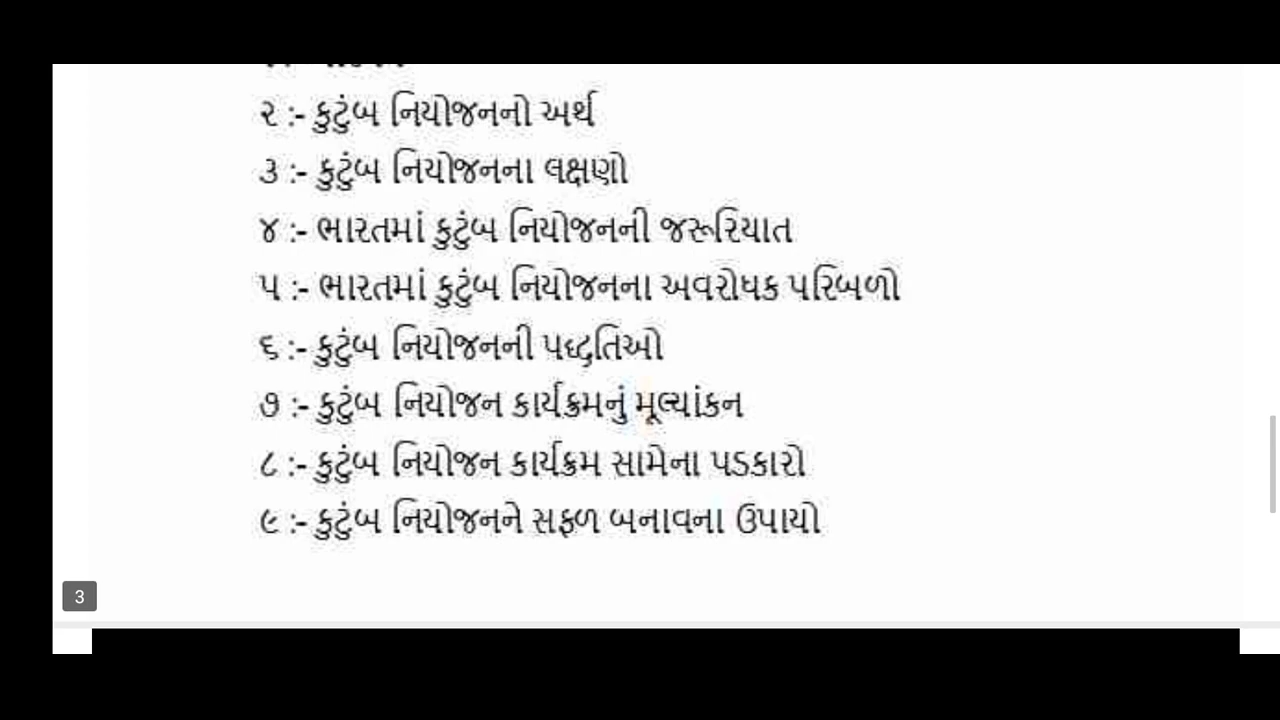 ૨ :- કુટુંબ નિયોજનનો અર્થ
૩ :- કુટુંબ નિયોજનના લક્ષણો
૪ :- ભારતમાં કુટુંબ નિયોજનની જરૂરિયાત
૫ :- ભારતમાં કુટુંબ નિયોજનના અવરોધક પરિબળો
૬ :- કુટુંબ નિયોજનની પદ્ધતિઓ
૭ :- કુટુંબ નિયોજન કાર્યક્રમનું મૂલ્યાંકન
૮ :- કુટુંબ નિયોજન કાર્યક્રમ સામેના પડકારો
૯ :- કુટુંબ નિયોજનને સફળ બનાવના ઉપાયો
3